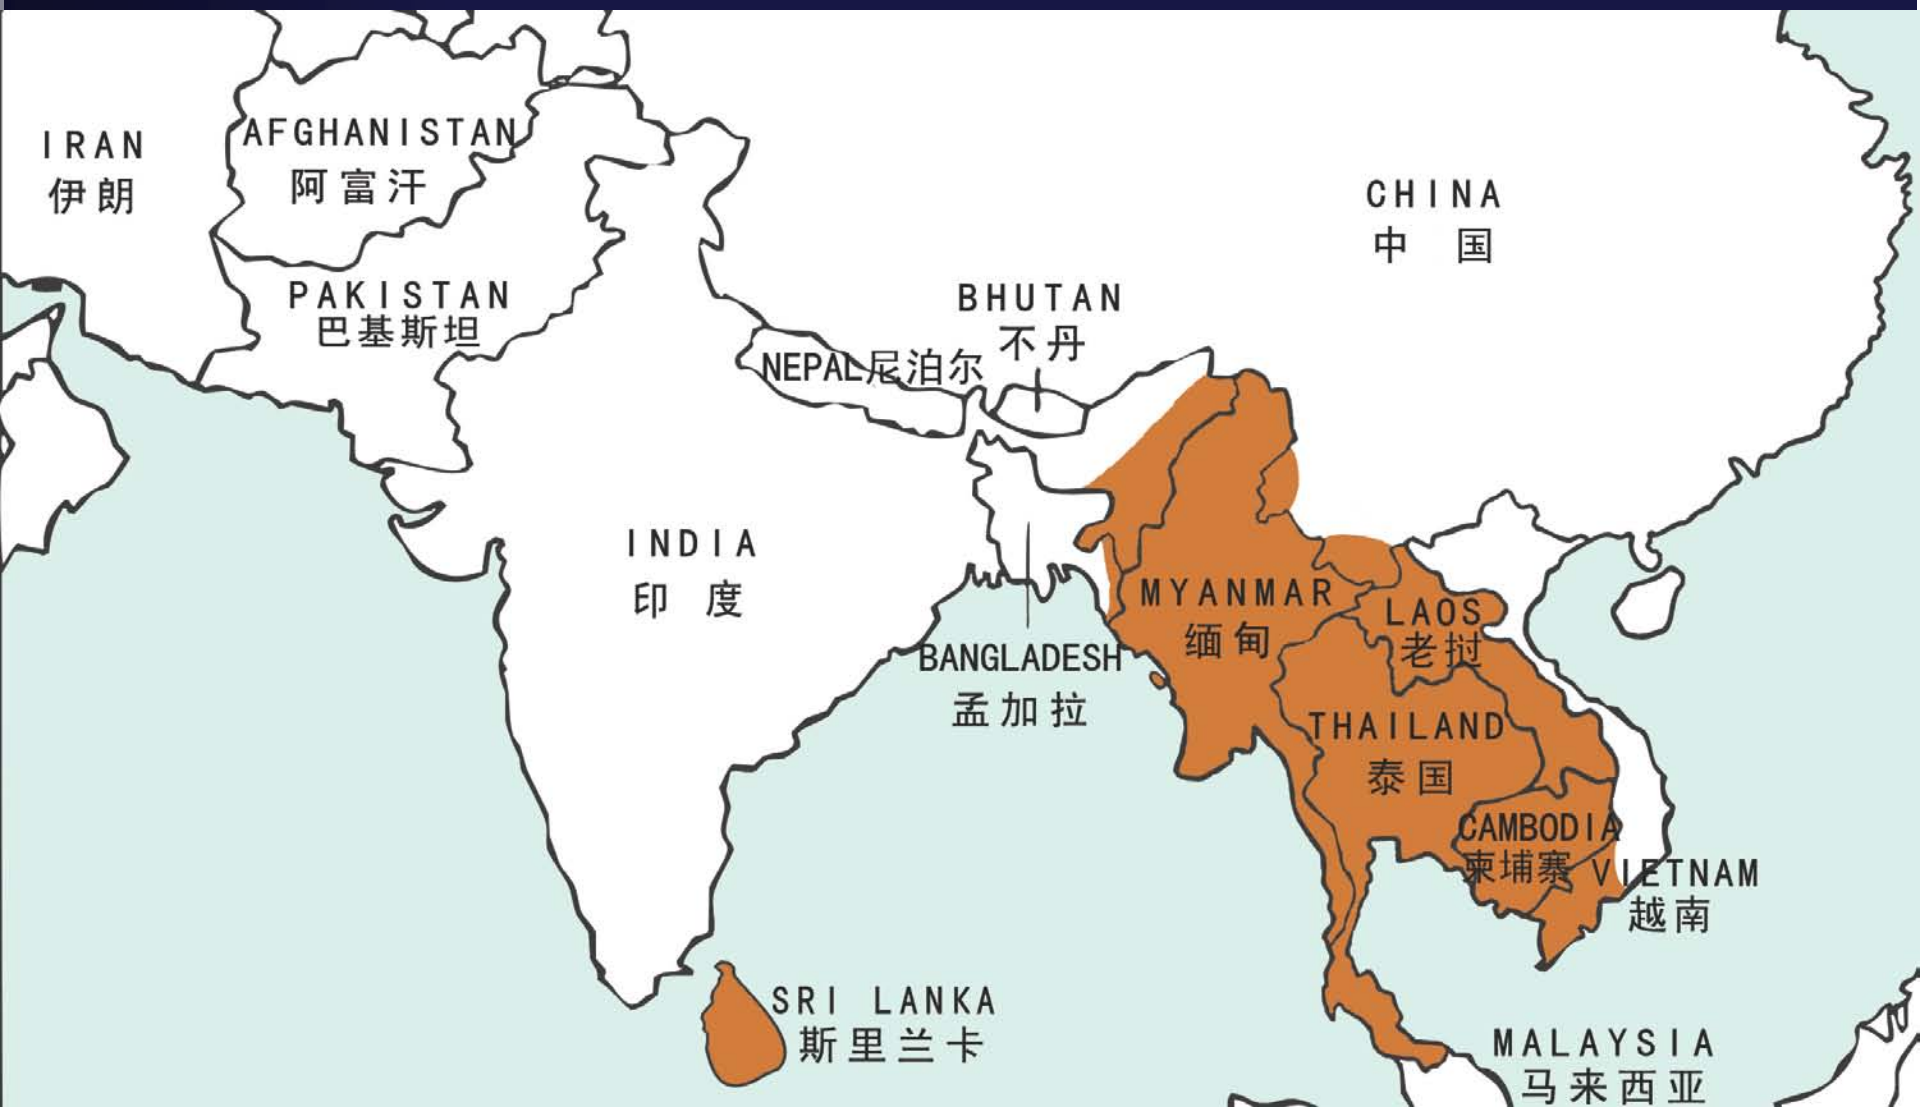 IRAN
伊朗
AFGHANISTAN
阿富汗
PAKISTAN
巴基斯坦
CHINA
中国
BHUTAN
不丹
NEPAL尼泊尔
INDIA
印度
BANGLADESH
孟加拉
MYANMAR
缅甸
LAOS
老挝
THAILAND
泰国
CAMBODIA
柬埔寨
VIETNAM
越南
SRI LANKA
斯里兰卡
MALAYSIA
马来西亚